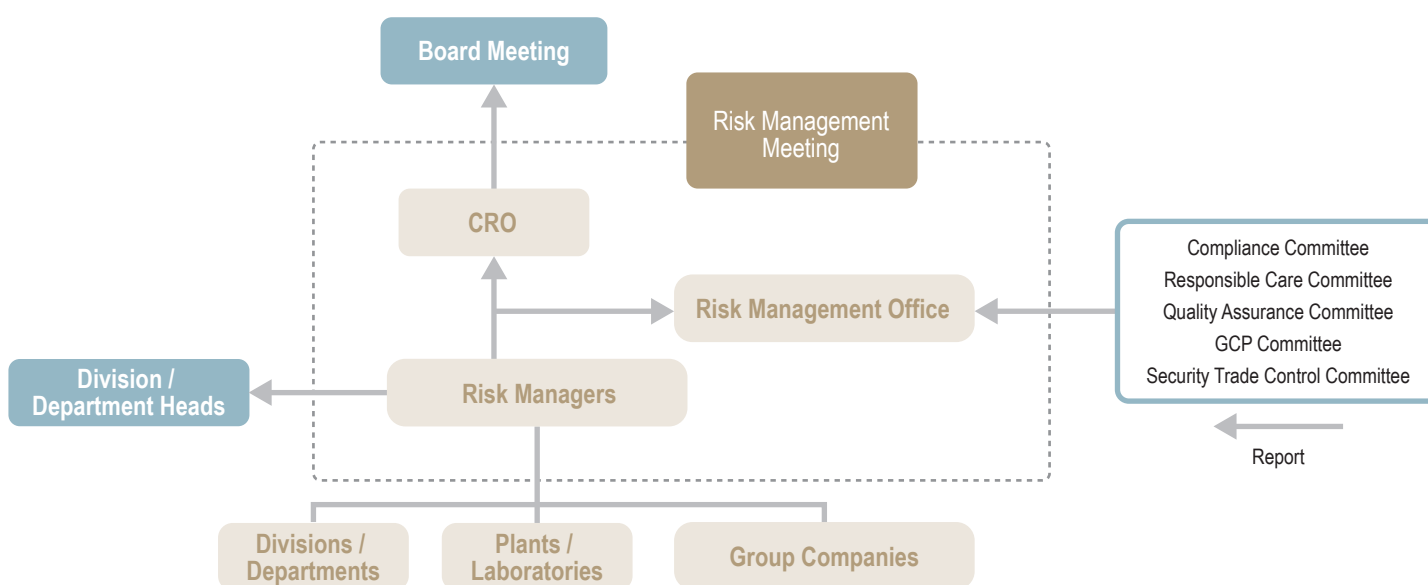 Board Meeting
Risk Management
Meeting
CRO
Compliance Committee
Responsible Care Committee
Quality Assurance Committee
GCP Committee
Security Trade Control Committee
Risk Management Office
Division /
Department Heads
Risk Managers
Report
Divisions /
Departments
Plants /
Laboratories
Group Companies